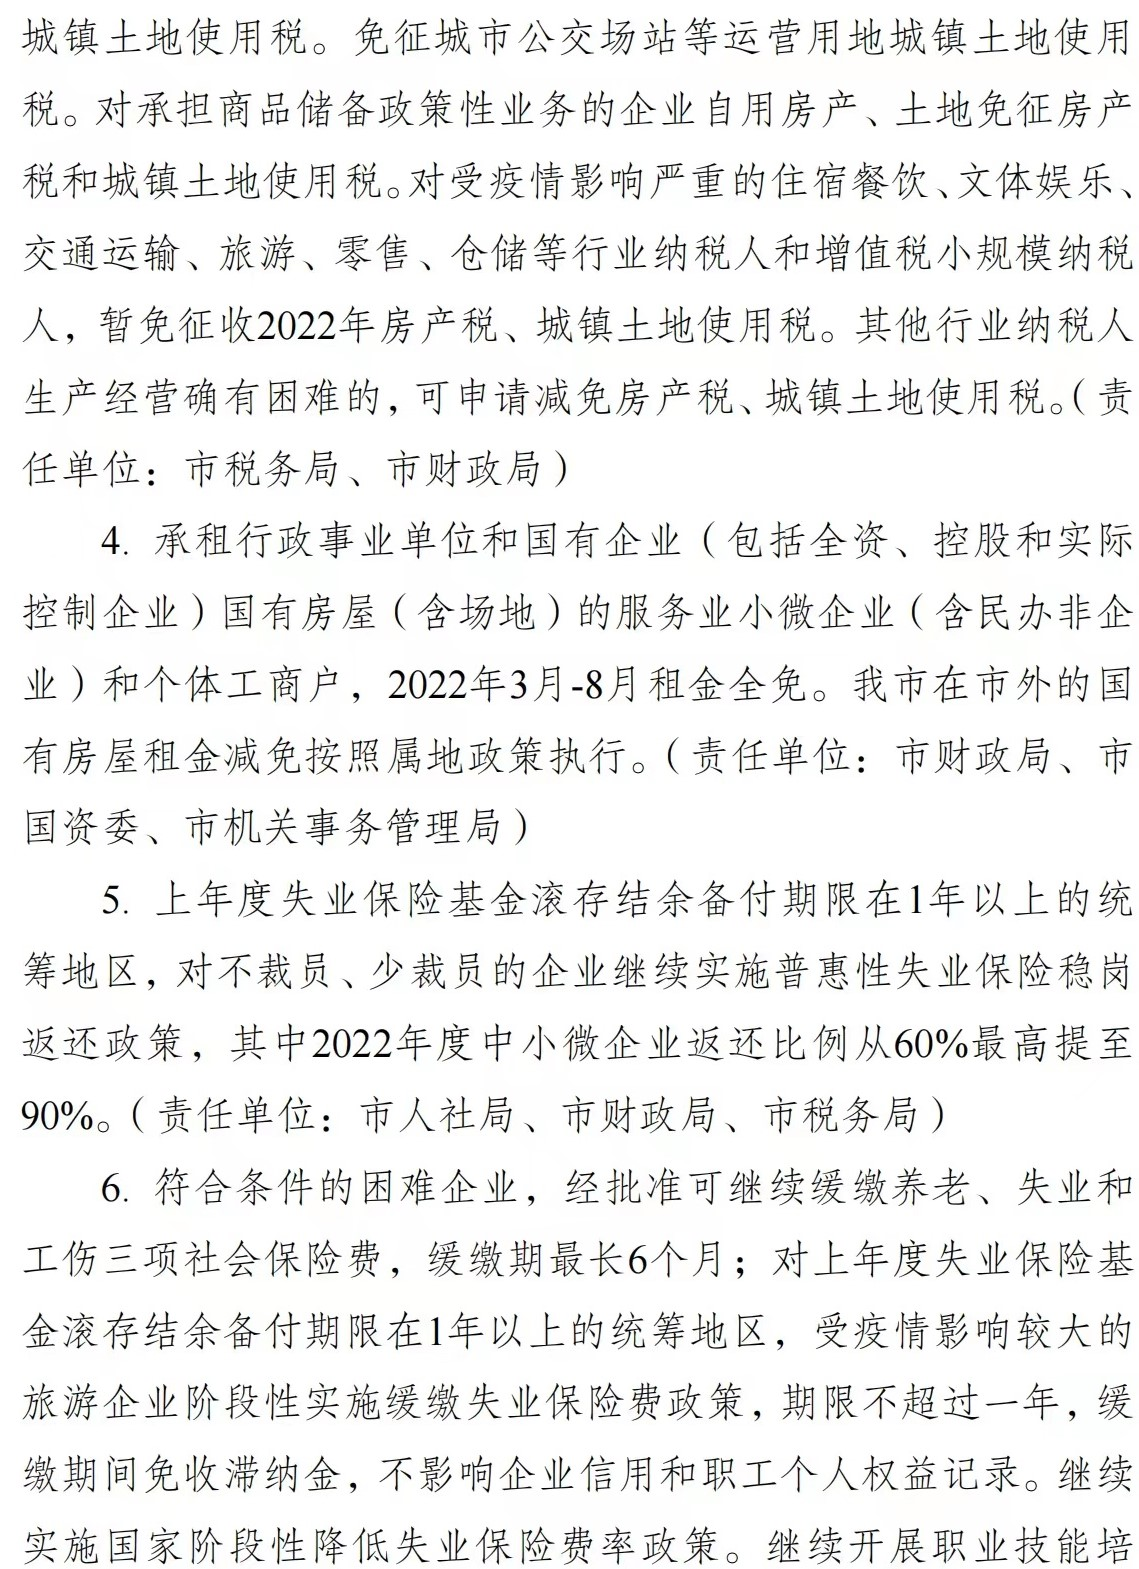 城镇土地使用税。免征城市公交场站等运营用地城镇土地使用
税。对承担商品储备政策性业务的企业自用房产、土地免征房产
税和城镇土地使用税。对受疫情影响严重的住宿餐饮、文体娱乐、
交通运输、旅游、零售、仓储等行业纳税人和增值税小规模纳税
人，暂免征收2022年房产税、城镇土地使用税。其他行业纳税人
生产经营确有困难的，可申请减免房产税、城镇土地使用税。（责
任单位：市税务局、市财政局）
4. 承租行政事业单位和国有企业（包括全资、控股和实际
控制企业）国有房屋（含场地）的服务业小微企业（含民办非企
业）和个体工商户，2022年3月-8月租金全免。我市在市外的国
有房屋租金减免按照属地政策执行。（责任单位：市财政局、市
国资委、市机关事务管理局）
5. 上年度失业保险基金滚存结余备付期限在1年以上的统
筹地区，对不裁员、少裁员的企业继续实施普惠性失业保险稳岗
返还政策，其中2022年度中小微企业返还比例从60%最高提至
90%。（责任单位：市人社局、市财政局、市税务局）
6. 符合条件的困难企业，经批准可继续缓缴养老、失业和
工伤三项社会保险费，缓缴期最长6个月；对上年度失业保险基
金滚存结余备付期限在1年以上的统筹地区，受疫情影响较大的
旅游企业阶段性实施缓缴失业保险费政策，期限不超过一年，缓
缴期间免收滞纳金，不影响企业信用和职工个人权益记录。继续
实施国家阶段性降低失业保险费率政策。继续开展职业技能培